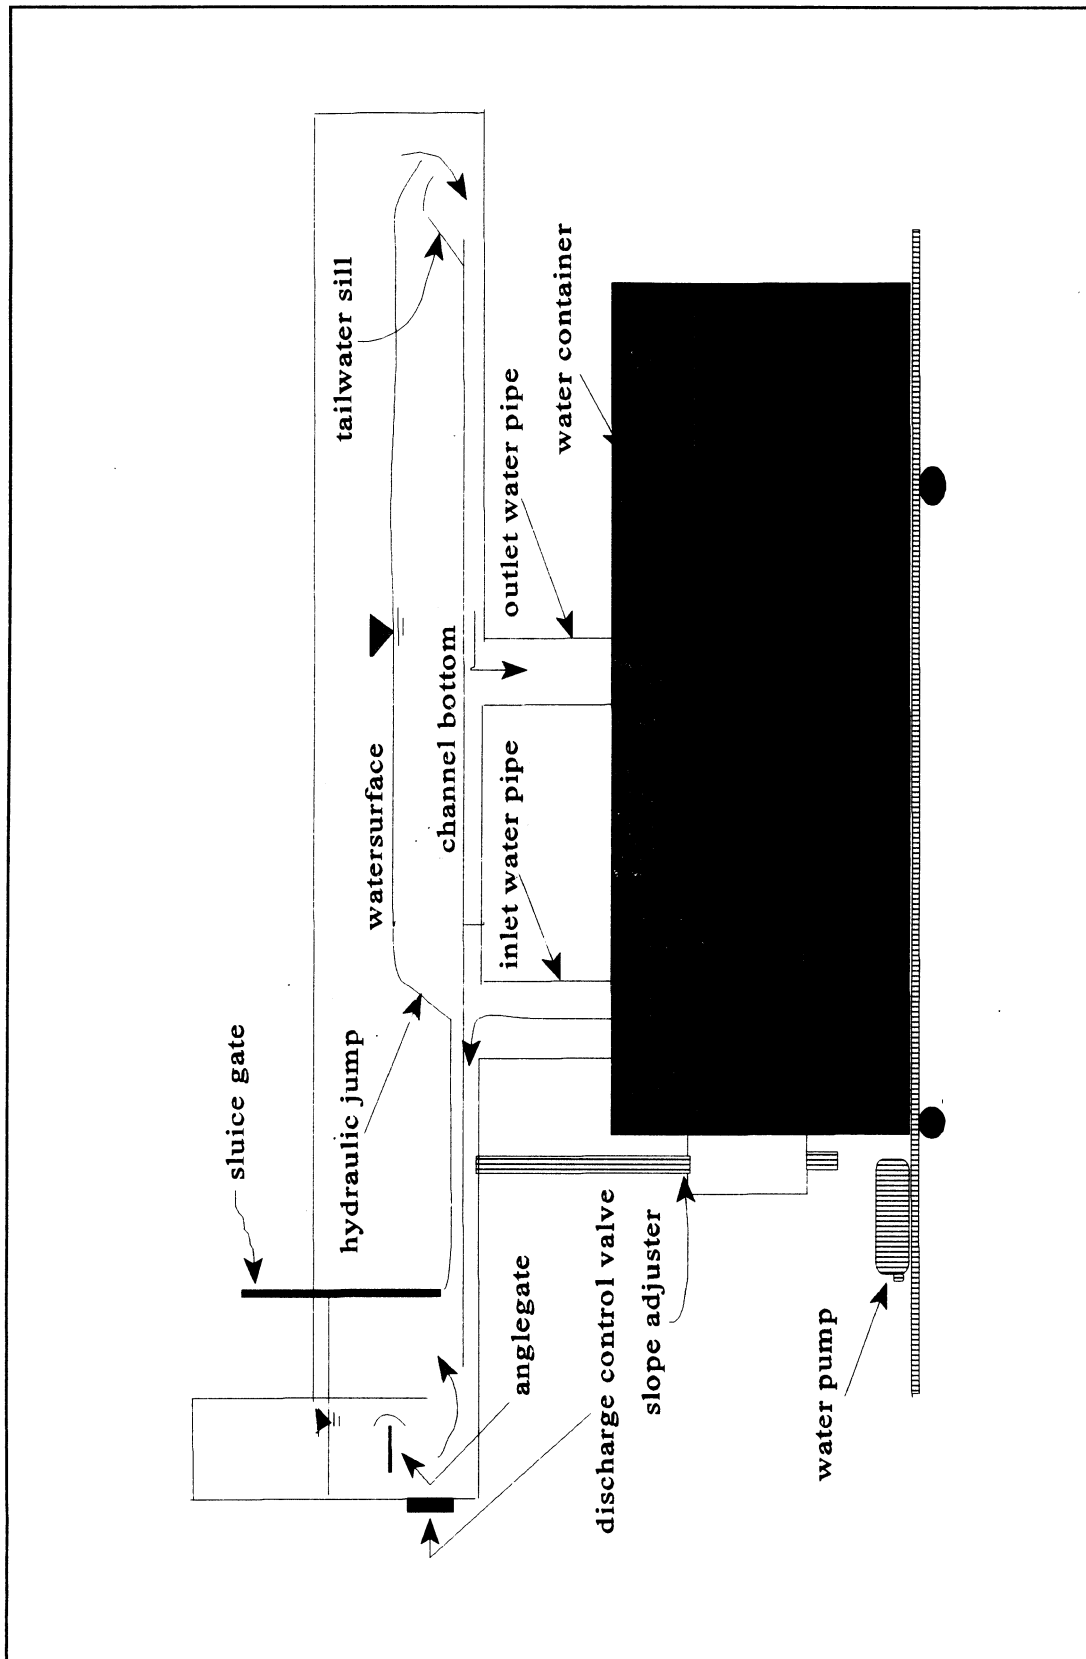 sluice gate
hydraulic jump
watersurface
tailwater sill
channel bottom
inlet water pipe
outlet water pipe
water container
anglegate
discharge control valve
slope adjuster
water pump